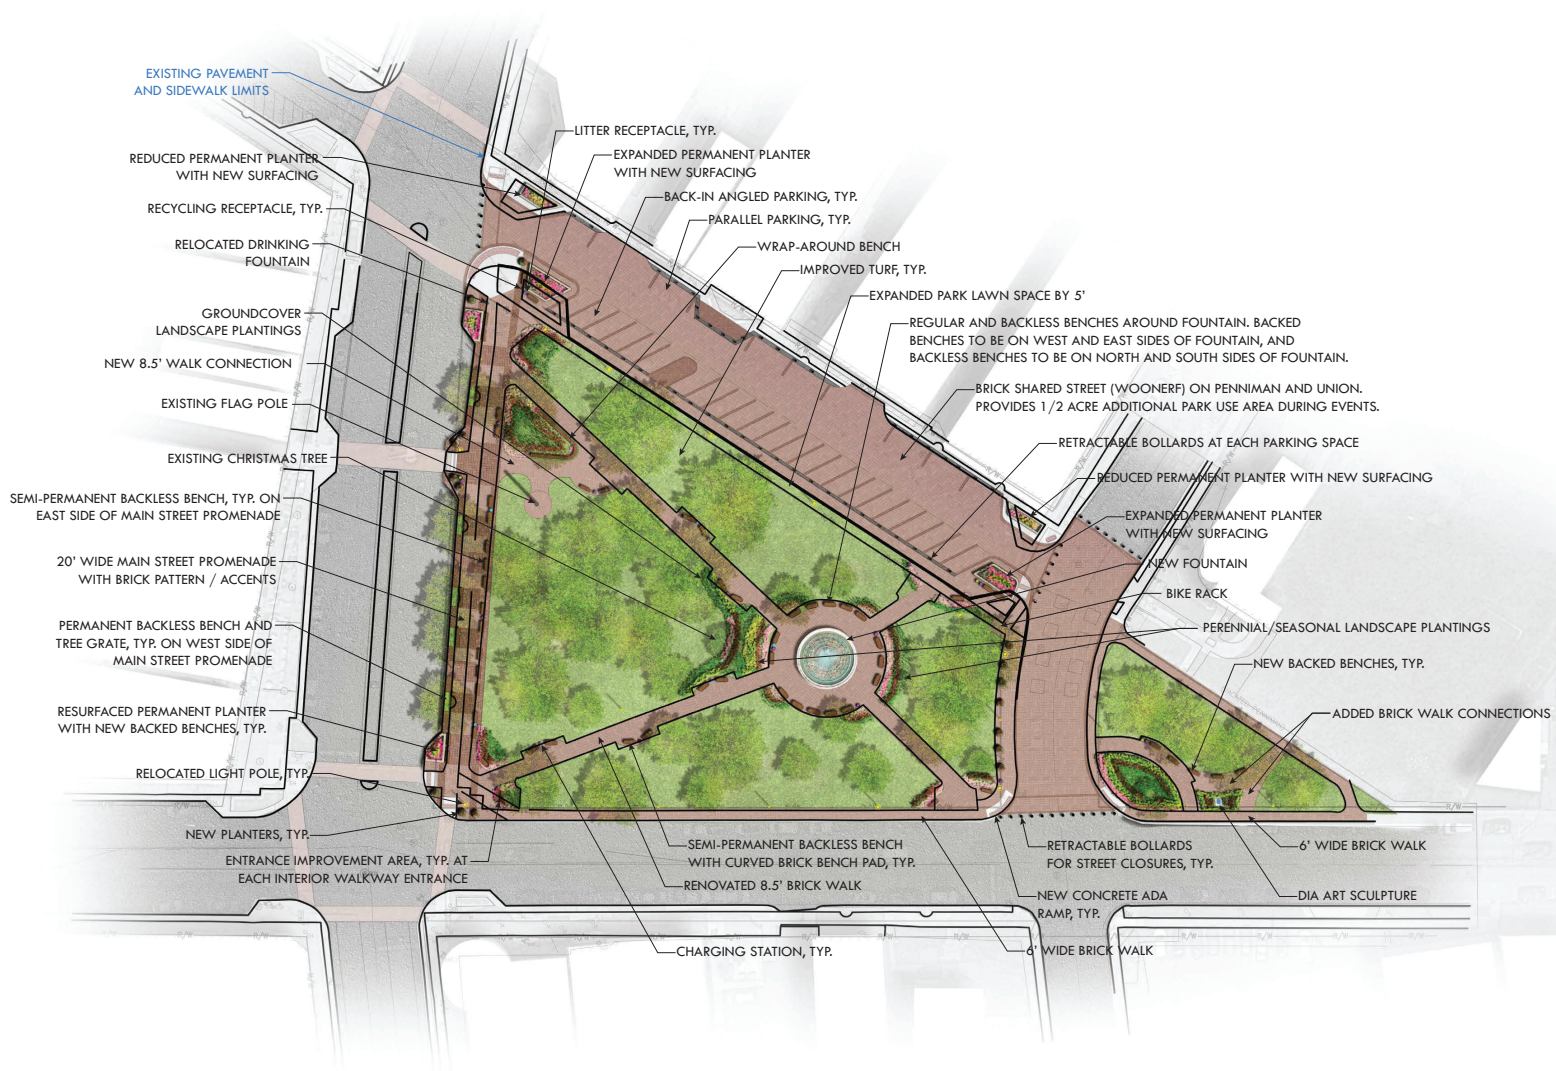 EXISTING PAVEMENT
AND SIDEWALK LIMITS
REDUCED PERMANENT PLANTER
WITH NEW SURFACING
RECYCLING RECEPTACLE, TYP.
RELOCATED DRINKING
FOUNTAIN
GROUNDCOVER
LANDSCAPE PLANTINGS
NEW 8.5' WALK CONNECTION
EXISTING FLAG POLE
EXISTING CHRISTMAS TREE
SEMI-PERMANENT BACKLESS BENCH, TYP. ON
EAST SIDE OF MAIN STREET PROMENADE
20' WIDE MAIN STREET PROMENADE
WITH BRICK PATTERN / ACCENTS
PERMANENT BACKLESS BENCH AND
TREE GRATE, TYP. ON WEST SIDE OF
MAIN STREET PROMENADE
RESURFACED PERMANENT PLANTER
WITH NEW BACKED BENCHES, TYP.
RELOCATED LIGHT POLE, TYP.
NEW PLANTERS, TYP.
ENTRANCE IMPROVEMENT AREA, TYP. AT
EACH INTERIOR WALKWAY ENTRANCE
LITTER RECEPTACLE, TYP.
EXPANDED PERMANENT PLANTER
WITH NEW SURFACING
BACK-IN ANGLED PARKING, TYP.
PARALLEL PARKING, TYP.
WRAP-AROUND BENCH
IMPROVED TURF, TYP.
EXPANDED PARK LAWN SPACE BY 5'
REGULAR AND BACKLESS BENCHES AROUND FOUNTAIN. BACKED
BENCHES TO BE ON WEST AND EAST SIDES OF FOUNTAIN, AND
BACKLESS BENCHES TO BE ON NORTH AND SOUTH SIDES OF FOUNTAIN.
BRICK SHARED STREET (WOONERF) ON PENNIMAN AND UNION.
PROVIDES 1/2 ACRE ADDITIONAL PARK USE AREA DURING EVENTS.
RETRACTABLE BOLLARDS AT EACH PARKING SPACE
REDUCED PERMANENT PLANTER WITH NEW SURFACING
EXPANDED PERMANENT PLANTER
WITH NEW SURFACING
NEW FOUNTAIN
BIKE RACK
PERENNIAL/SEASONAL LANDSCAPE PLANTINGS
NEW BACKED BENCHES, TYP.
ADDED BRICK WALK CONNECTIONS
6' WIDE BRICK WALK
DIA ART SCULPTURE
RETRACTABLE BOLLARDS
FOR STREET CLOSURES, TYP.
NEW CONCRETE ADA
RAMP, TYP.
6' WIDE BRICK WALK
SEMI-PERMANENT BACKLESS BENCH
WITH CURVED BRICK BENCH PAD, TYP.
RENOVATED 8.5' BRICK WALK
CHARGING STATION, TYP.
R/W
R/W
R/W
R/W
R/W
R/W